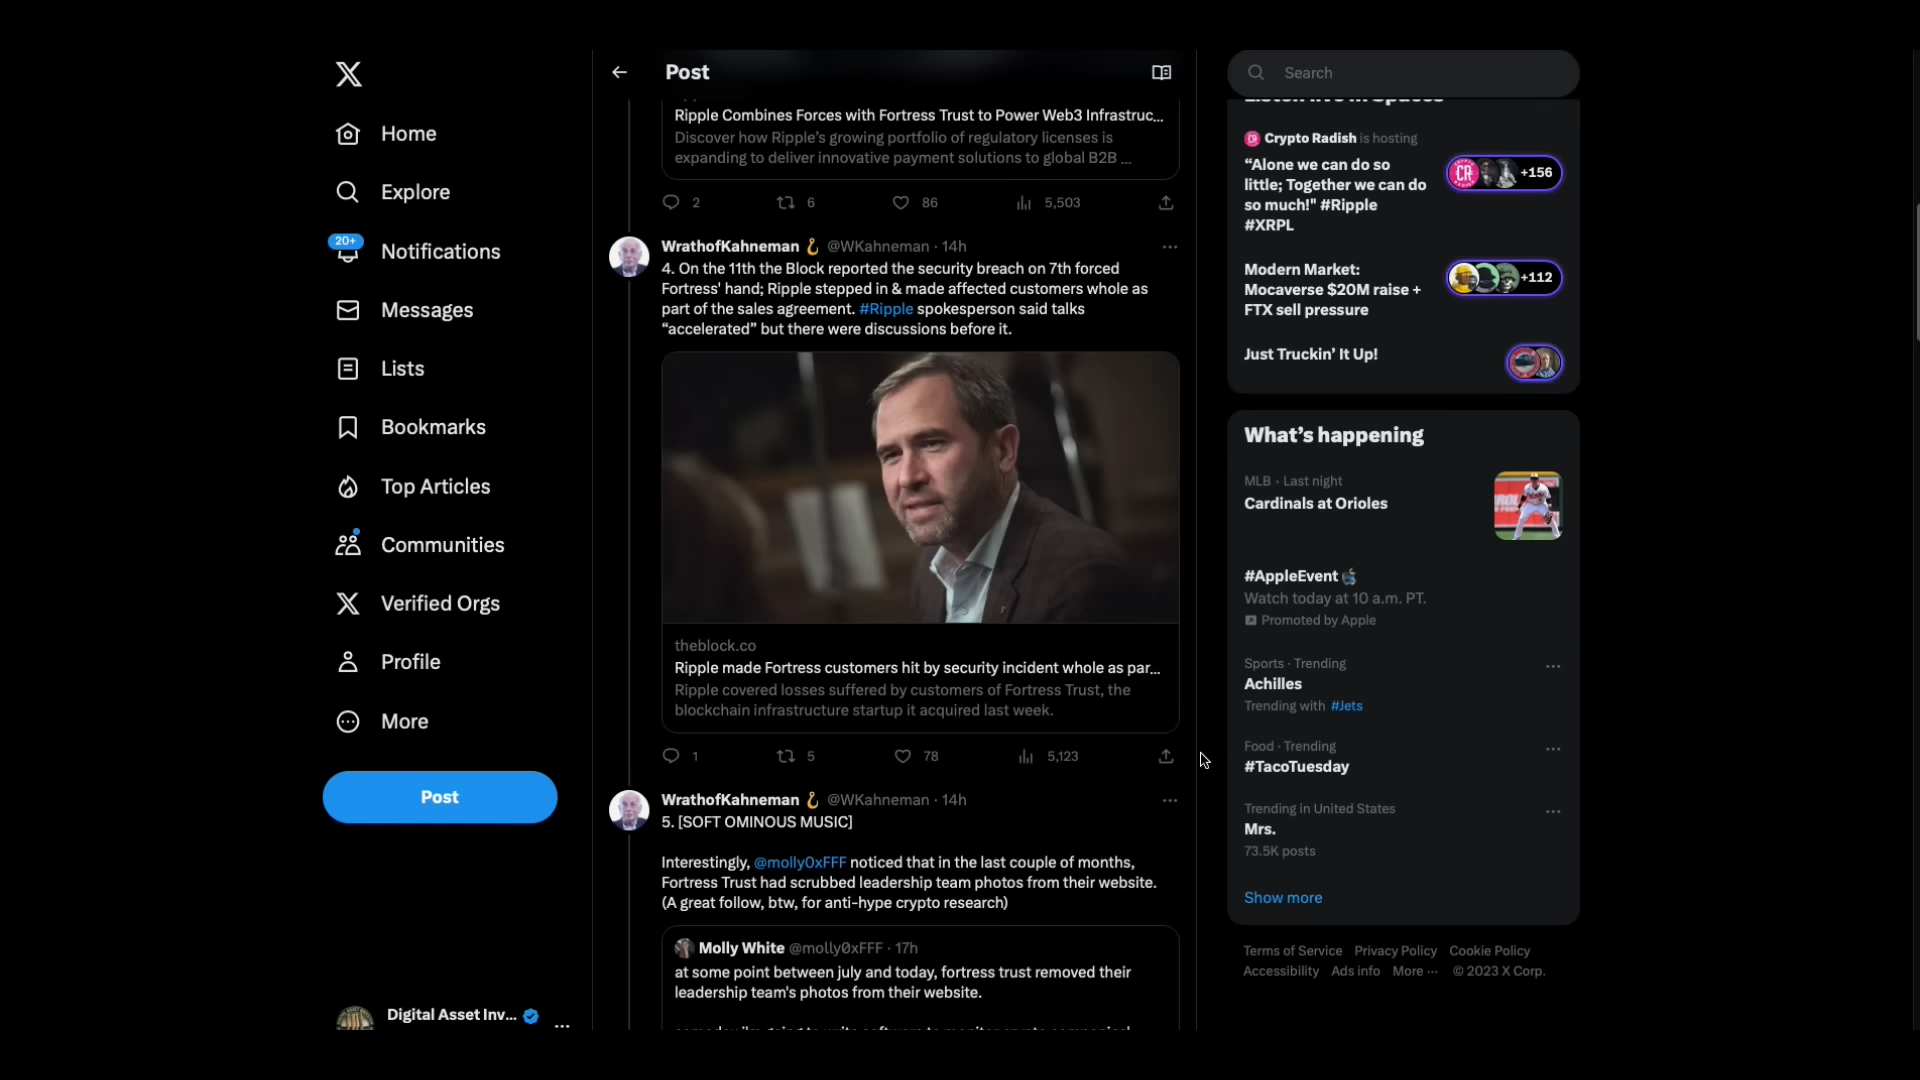 Home
Explore
20+
Notifications
Messages
Lists
Bookmarks
Top Articles
Communities
Verified Orgs
Profile
More
Post
Digital Asset Inv...
Post
Ripple Combines Forces with Fortress Trust to Power Web3 Infrastruc...
Discover how Ripple's growing portfolio of regulatory licenses is
expanding to deliver innovative payment solutions to global B2B ...
2 6 86 5,503
WrathofKahneman @WKahneman · 14h
4. On the 11th the Block reported the security breach on 7th forced
Fortress' hand; Ripple stepped in & made affected customers whole as
part of the sales agreement. #Ripple spokesperson said talks
“accelerated” but there were discussions before it.
theblock.co
Ripple made Fortress customers hit by security incident whole as par...
Ripple covered losses suffered by customers of Fortress Trust, the
blockchain infrastructure startup it acquired last week.
1 5 78 5,123
WrathofKahneman @WKahneman · 14h
5. [SOFT OMINOUS MUSIC]
Interestingly, @molly0xFFF noticed that in the last couple of months,
Fortress Trust had scrubbed leadership team photos from their website.
(A great follow, btw, for anti-hype crypto research)
Molly White @molly0xFFF · 17h
at some point between july and today, fortress trust removed their
leadership team's photos from their website.
Search
Listen live in Spaces
Crypto Radish is hosting
“Alone we can do so
little; Together we can do
so much!" #Ripple
#XRPL
CR +156
Modern Market:
Mocaverse $20M raise +
FTX sell pressure
+112
Just Truckin’ It Up!
What’s happening
MLB · Last night
Cardinals at Orioles
#AppleEvent
Watch today at 10 a.m. PT.
Promoted by Apple
Sports · Trending
Achilles
Trending with #Jets
Food · Trending
#TacoTuesday
Trending in United States
Mrs.
73.5K posts
Show more
Terms of Service Privacy Policy Cookie Policy
Accessibility Ads info More ··· © 2023 X Corp.